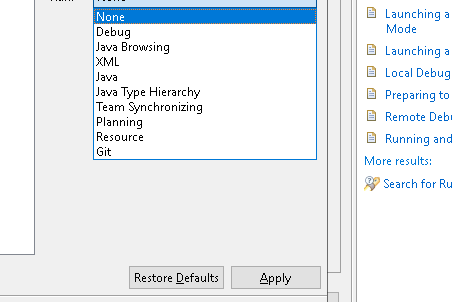 None
Debug
Java Browsing
XML
Java
Java Type Hierarchy
Team Synchronizing
Planning
Resource
Git
Restore Defaults
Apply
Launching a
Mode
Launching a
Local Debug
Preparing to
Remote Deb
Running and
More results:
Search for Ru